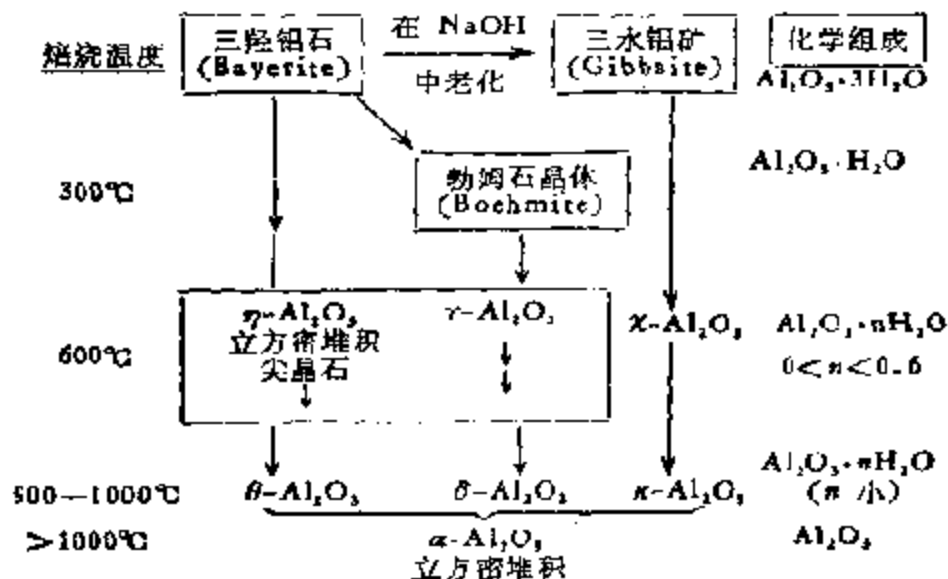 焙烧温度
三羟铝石
(Bayerite)
在 NaOH
中老化
三水铝矿
(Gibbsite)
化学组成
Al₂O₃·3H₂O
300℃
勃姆石晶体
(Boehmite)
Al₂O₃·H₂O
600℃
η-Al₂O₃
立方密堆积
尖晶石
γ-Al₂O₃
χ-Al₂O₃
Al₂O₃·nH₂O
0<n<0.6
900—1000℃
θ-Al₂O₃
δ-Al₂O₃
κ-Al₂O₃
Al₂O₃·nH₂O
(n 小)
>1000℃
α-Al₂O₃
立方密堆积
Al₂O₃